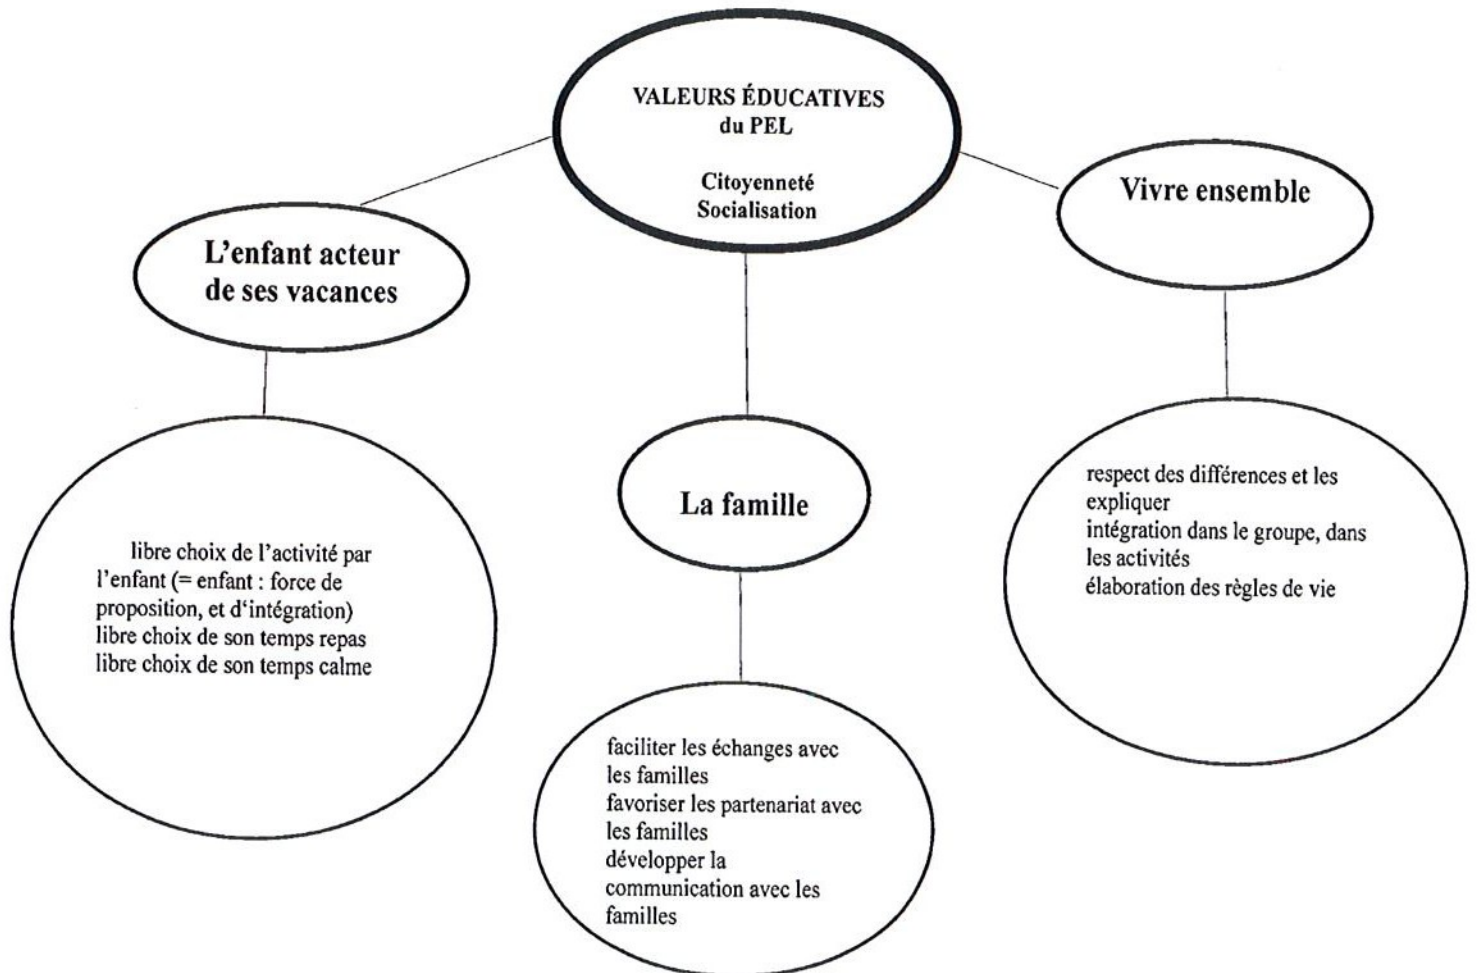 VALEURS ÉDUCATIVES
du PEL
Citoyenneté
Socialisation
L'enfant acteur
de ses vacances
libre choix de l'activité par
l'enfant (= enfant : force de
proposition, et d‘intégration)
libre choix de son temps repas
libre choix de son temps calme
La famille
faciliter les échanges avec
les familles
favoriser les partenariat avec
les familles
développer la
communication avec les
familles
Vivre ensemble
respect des différences et les
expliquer
intégration dans le groupe, dans
les activités
élaboration des règles de vie